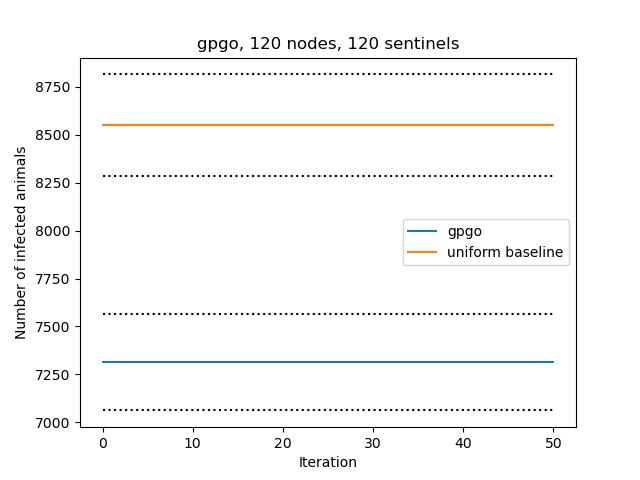 gpgo, 120 nodes, 120 sentinels
Number of infected animals
8750
8500
8250
8000
7750
7500
7250
7000
gpgo
uniform baseline
0 10 20 30 40 50
Iteration